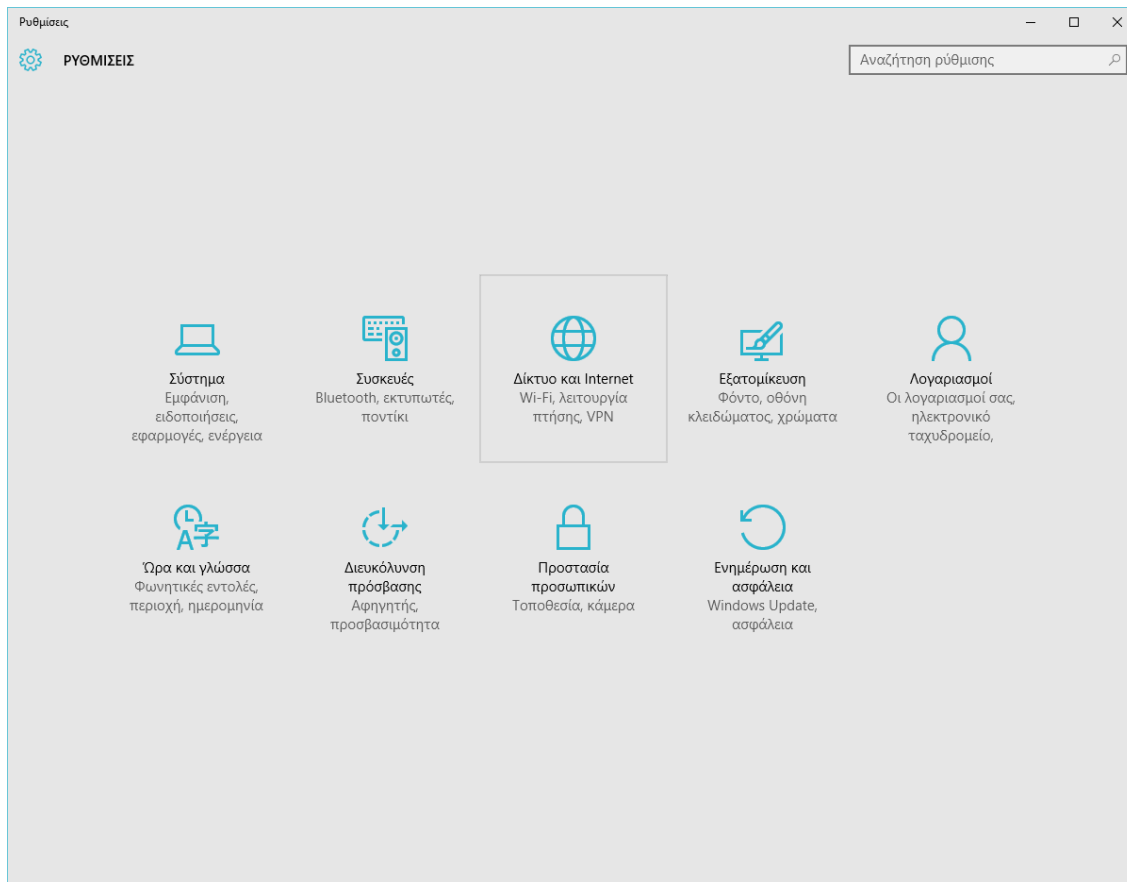 Ρυθμίσεις
ΡΥΘΜΙΣΕΙΣ
Αναζήτηση ρύθμισης
Σύστημα
Εμφάνιση,
ειδοποιήσεις,
εφαρμογές, ενέργεια
Συσκευές
Bluetooth, εκτυπωτές,
ποντίκι
Δίκτυο και Internet
Wi-Fi, λειτουργία
πτήσης, VPN
Εξατομίκευση
Φόντο, οθόνη
κλειδώματος, χρώματα
Λογαριασμοί
Οι λογαριασμοί σας,
ηλεκτρονικό
ταχυδρομείο,
Ώρα και γλώσσα
Φωνητικές εντολές,
περιοχή, ημερομηνία
Διευκόλυνση
πρόσβασης
Αφηγητής,
προσβασιμότητα
Προστασία
προσωπικών
Τοποθεσία, κάμερα
Ενημέρωση και
ασφάλεια
Windows Update,
ασφάλεια